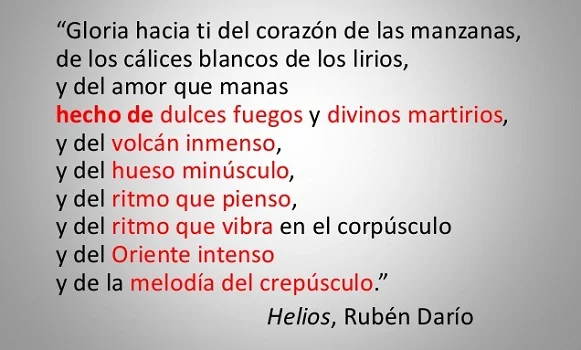 “Gloria hacia ti del corazón de las manzanas,
de los cálices blancos de los lirios,
y del amor que manas
hecho de dulces fuegos y divinos martirios,
y del volcán inmenso,
y del hueso minúsculo,
y del ritmo que pienso,
y del ritmo que vibra en el corpúsculo
y del Oriente intenso
y de la melodía del crepúsculo.”
Helios, Rubén Darío